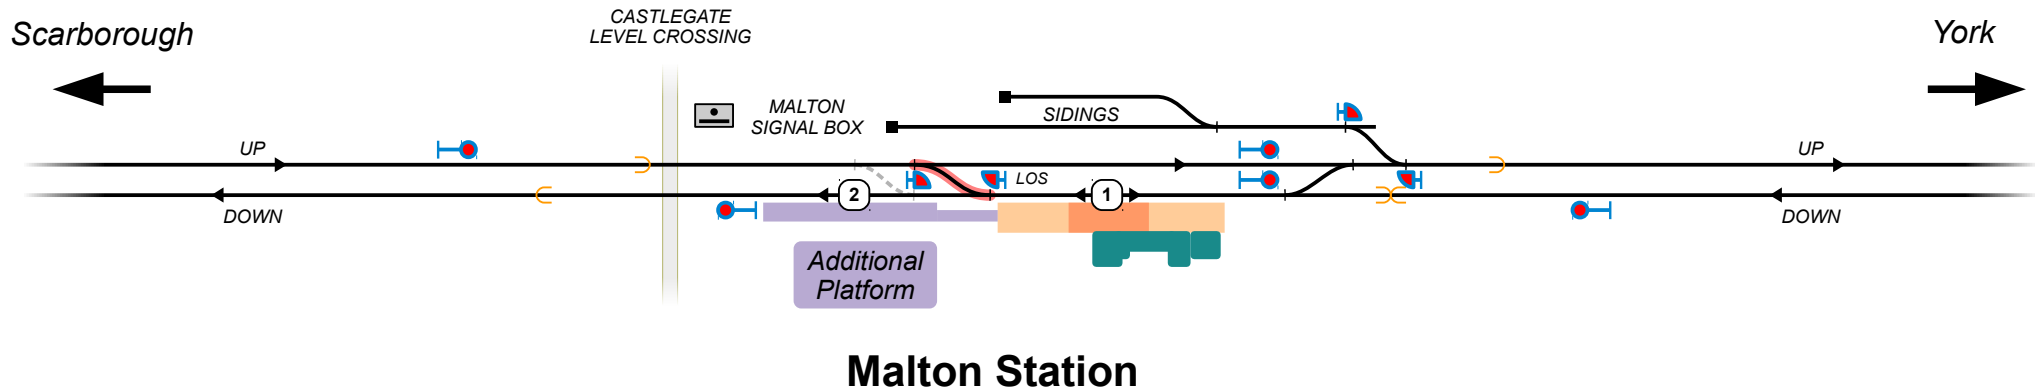 Scarborough
CASTLEGATE
LEVEL CROSSING
York
MALTON
SIGNAL BOX
SIDINGS
UP
UP
LOS
2
1
DOWN
DOWN
Additional
Platform
Malton Station